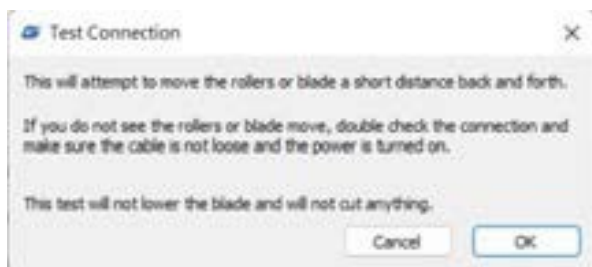 Test Connection
This will attempt to move the rollers or blade a short distance back and forth.
If you do not see the rollers or blade move, double check the connection and
make sure the cable is not loose and the power is turned on.
This test will not lower the blade and will not cut anything.
Cancel
OK